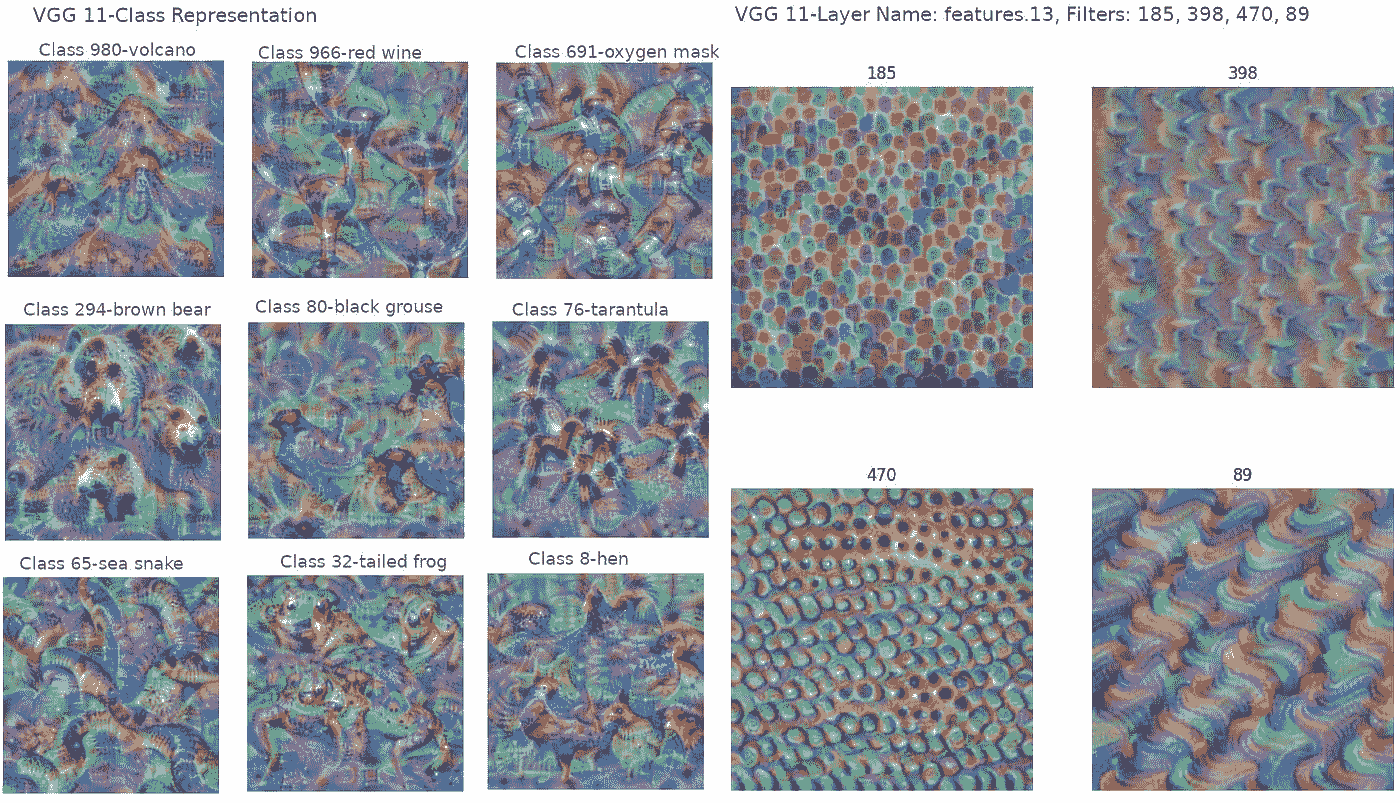 VGG 11-Class Representation
Class 980-volcano
Class 966-red wine
Class 691-oxygen mask
Class 294-brown bear
Class 80-black grouse
Class 76-tarantula
Class 65-sea snake
Class 32-tailed frog
Class 8-hen
VGG 11-Layer Name: features.13, Filters: 185, 398, 470, 89
185
398
470
89